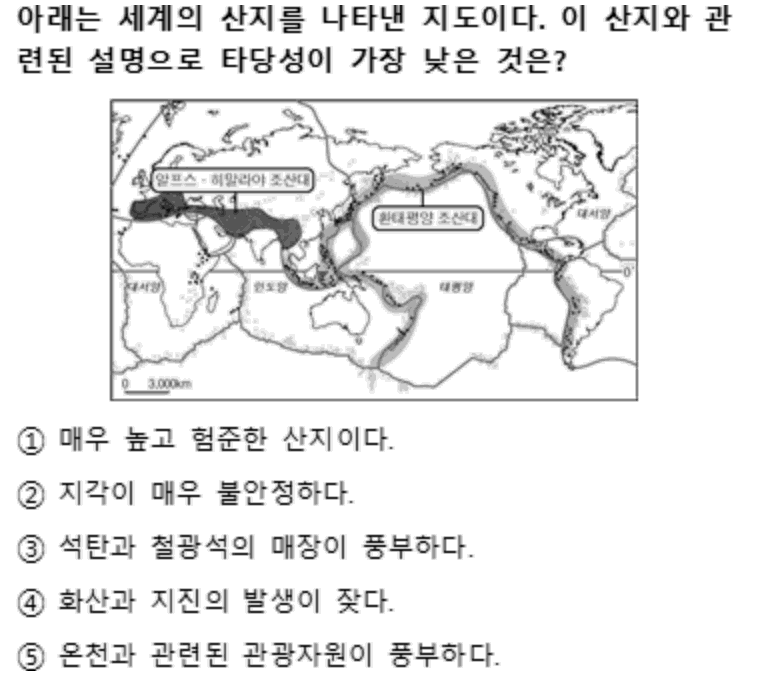 아래는 세계의 산지를 나타낸 지도이다. 이 산지와 관
련된 설명으로 타당성이 가장 낮은 것은?
알프스 - 히말라야 조산대
환태평양 조산대
대서양
대서양
인도양
태평양
0°
0 3,000km
① 매우 높고 험준한 산지이다.
② 지각이 매우 불안정하다.
③ 석탄과 철광석의 매장이 풍부하다.
④ 화산과 지진의 발생이 잦다.
⑤ 온천과 관련된 관광자원이 풍부하다.